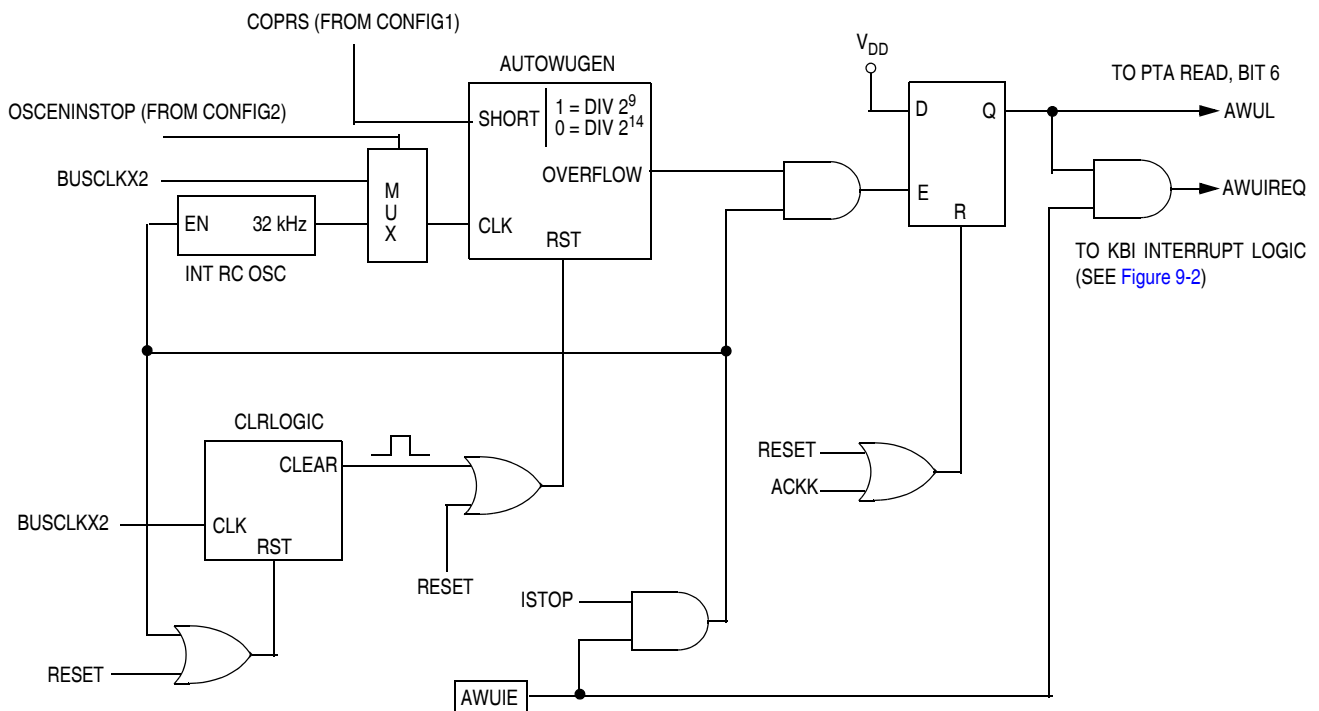 COPRS (FROM CONFIG1)
V_DD
AUTOWUGEN
TO PTA READ, BIT 6
SHORT
1 = DIV 2^9
0 = DIV 2^14
OSCENINSTOP (FROM CONFIG2)
D
Q
AWUL
BUSCLKX2
MUX
OVERFLOW
E
AWUIREQ
EN
32 kHz
CLK
RST
R
INT RC OSC
TO KBI INTERRUPT LOGIC
(SEE Figure 9-2)
CLRLOGIC
CLEAR
RESET
ACKK
BUSCLKX2
CLK
RST
RESET
ISTOP
RESET
AWUIE